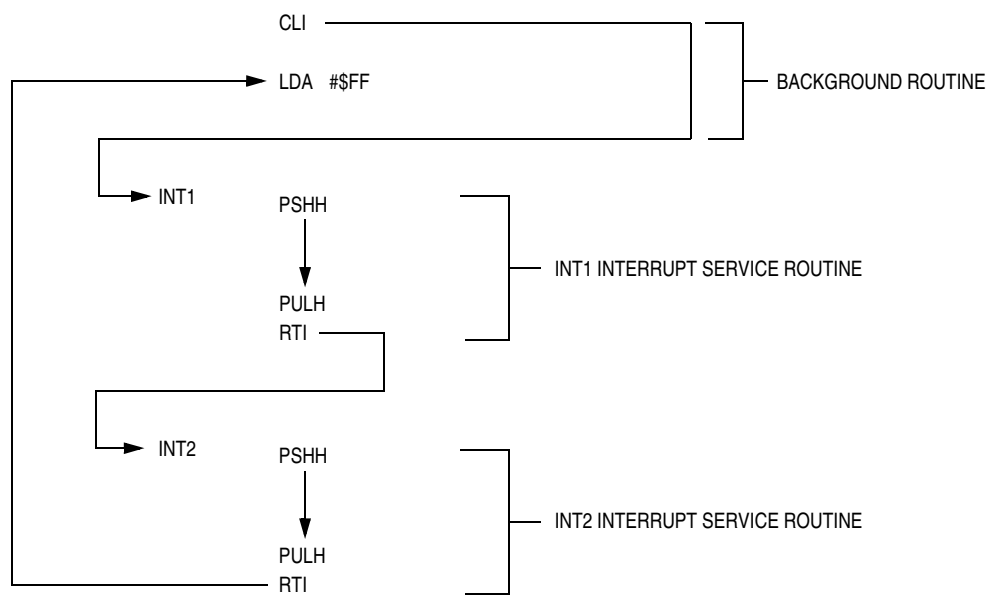 CLI
LDA #$FF
BACKGROUND ROUTINE
INT1
PSHH
INT1 INTERRUPT SERVICE ROUTINE
PULH
RTI
INT2
PSHH
INT2 INTERRUPT SERVICE ROUTINE
PULH
RTI